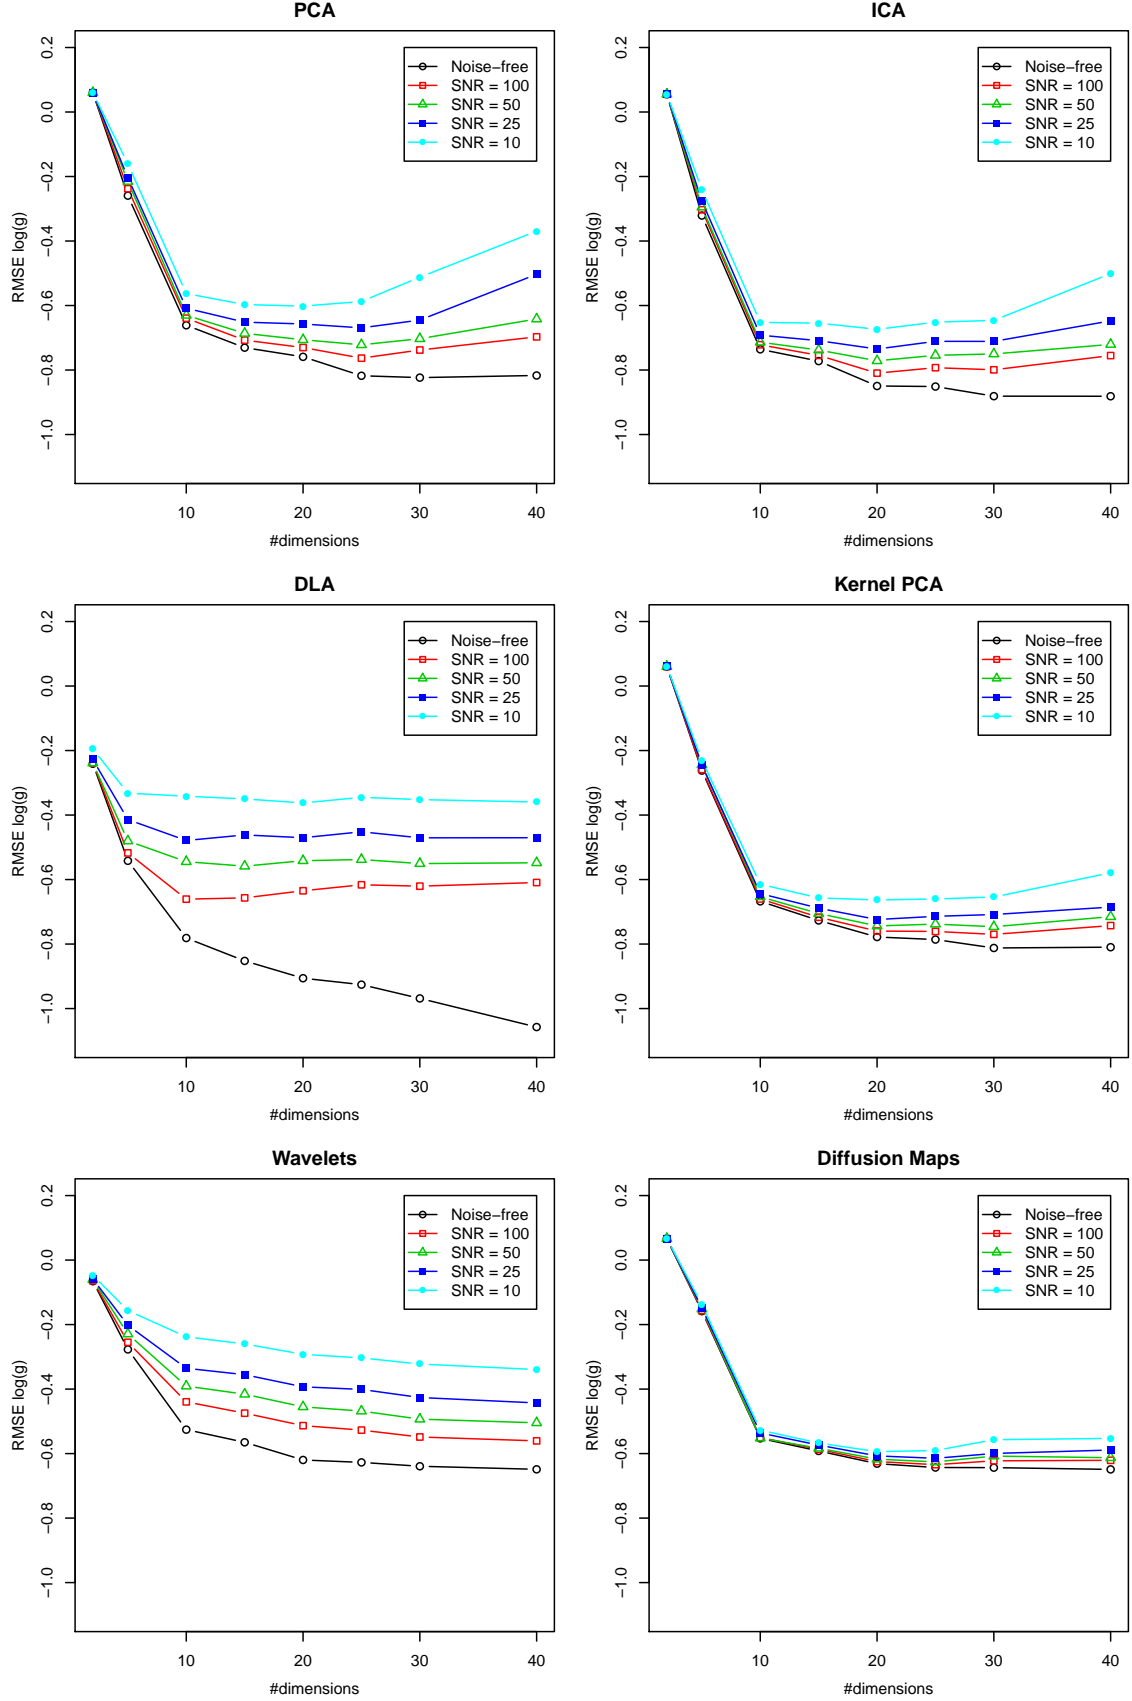 PCA
RMSE log(g)
0.2
0.0
−0.2
−0.4
−0.6
−0.8
−1.0
Noise−free
SNR = 100
SNR = 50
SNR = 25
SNR = 10
10 20 30 40
#dimensions
ICA
RMSE log(g)
0.2
0.0
−0.2
−0.4
−0.6
−0.8
−1.0
Noise−free
SNR = 100
SNR = 50
SNR = 25
SNR = 10
10 20 30 40
#dimensions
DLA
RMSE log(g)
0.2
0.0
−0.2
−0.4
−0.6
−0.8
−1.0
Noise−free
SNR = 100
SNR = 50
SNR = 25
SNR = 10
10 20 30 40
#dimensions
Kernel PCA
RMSE log(g)
0.2
0.0
−0.2
−0.4
−0.6
−0.8
−1.0
Noise−free
SNR = 100
SNR = 50
SNR = 25
SNR = 10
10 20 30 40
#dimensions
Wavelets
RMSE log(g)
0.2
0.0
−0.2
−0.4
−0.6
−0.8
−1.0
Noise−free
SNR = 100
SNR = 50
SNR = 25
SNR = 10
10 20 30 40
#dimensions
Diffusion Maps
RMSE log(g)
0.2
0.0
−0.2
−0.4
−0.6
−0.8
−1.0
Noise−free
SNR = 100
SNR = 50
SNR = 25
SNR = 10
10 20 30 40
#dimensions